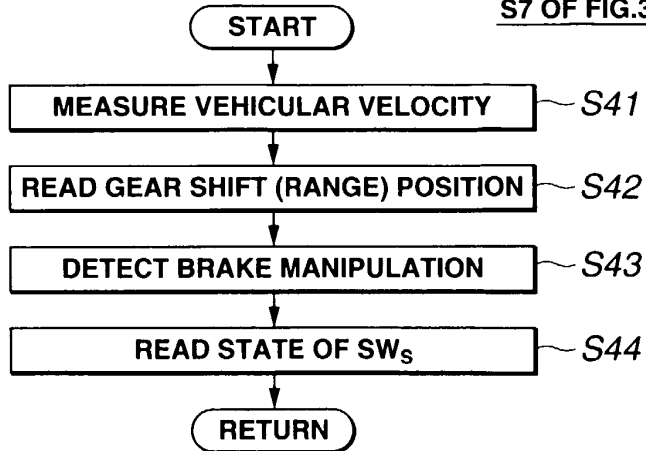 S7 OF FIG.3
START
MEASURE VEHICULAR VELOCITY
S41
READ GEAR SHIFT (RANGE) POSITION
S42
DETECT BRAKE MANIPULATION
S43
READ STATE OF SWS
S44
RETURN